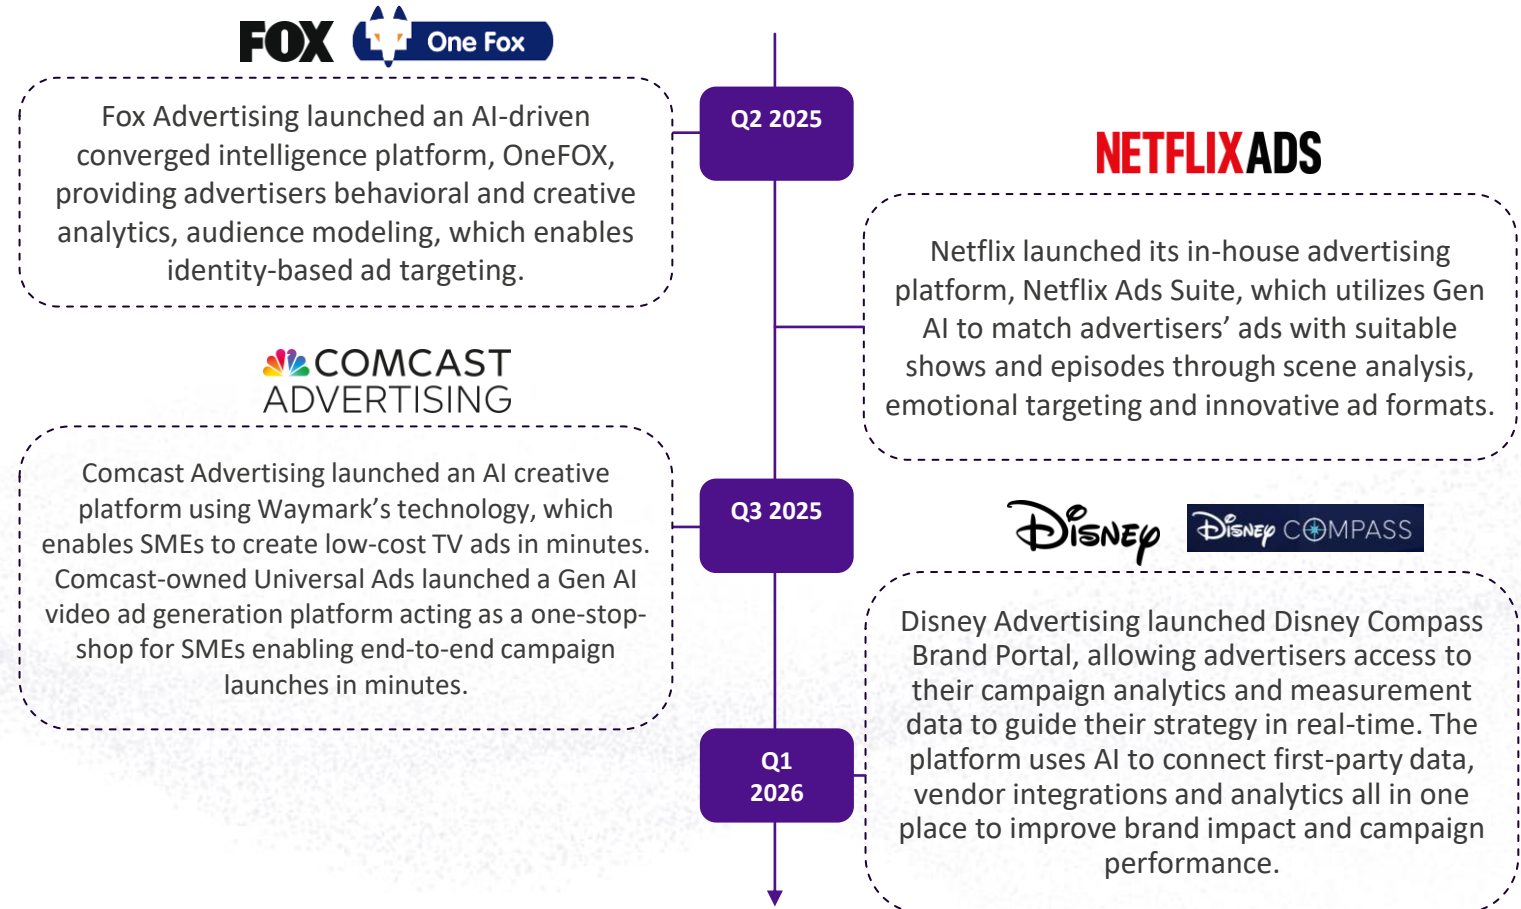 FOX
One Fox
Fox Advertising launched an AI-driven
converged intelligence platform, OneFOX,
providing advertisers behavioral and creative
analytics, audience modeling, which enables
identity-based ad targeting.
Q2 2025
NETFLIX ADS
Netflix launched its in-house advertising
platform, Netflix Ads Suite, which utilizes Gen
AI to match advertisers’ ads with suitable
shows and episodes through scene analysis,
emotional targeting and innovative ad formats.
COMCAST
ADVERTISING
Comcast Advertising launched an AI creative
platform using Waymark’s technology, which
enables SMEs to create low-cost TV ads in minutes.
Comcast-owned Universal Ads launched a Gen AI
video ad generation platform acting as a one-stop-
shop for SMEs enabling end-to-end campaign
launches in minutes.
Q3 2025
Disney
Disney COMPASS
Disney Advertising launched Disney Compass
Brand Portal, allowing advertisers access to
their campaign analytics and measurement
data to guide their strategy in real-time. The
platform uses AI to connect first-party data,
vendor integrations and analytics all in one
place to improve brand impact and campaign
performance.
Q1
2026